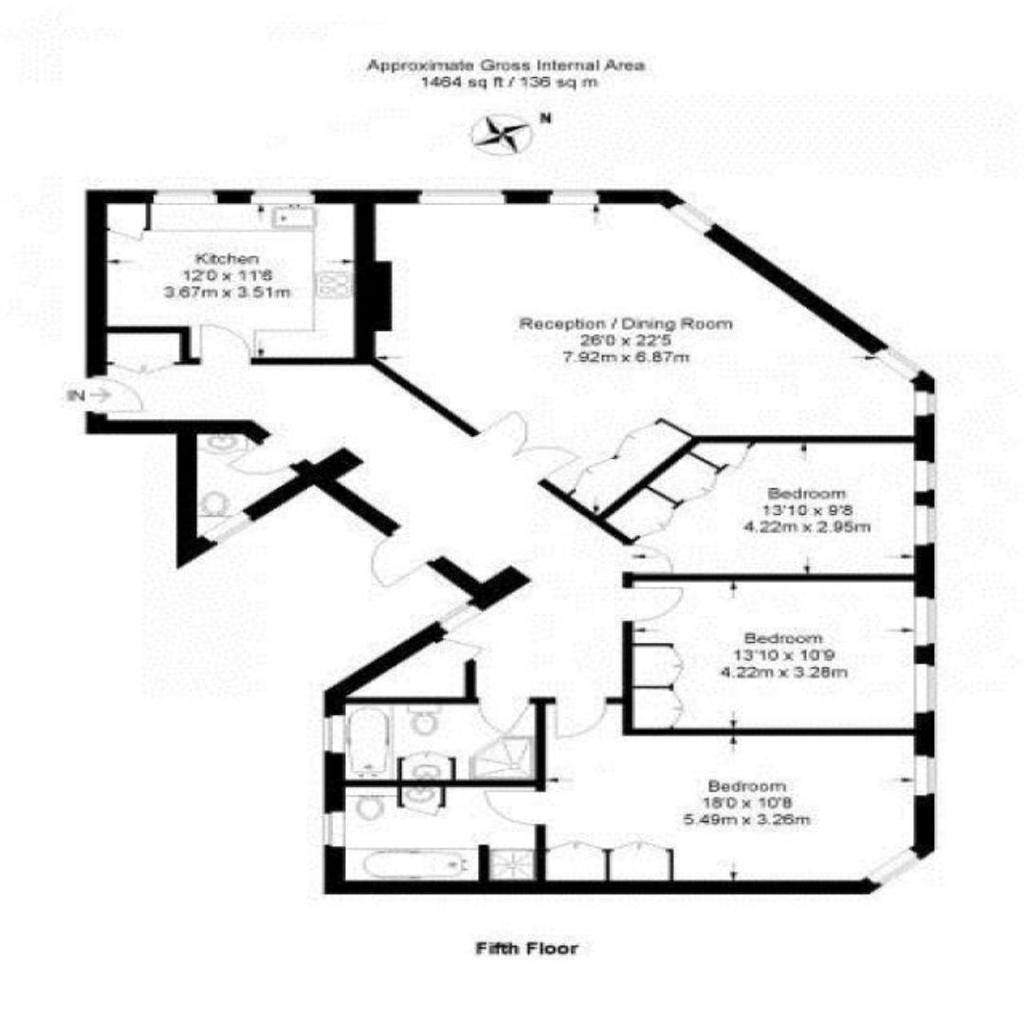 Approximate Gross Internal Area
1464 sq ft / 136 sq m
N
Kitchen
12'0 x 11'6
3.67m x 3.51m
Reception / Dining Room
26'0 x 22'5
7.92m x 6.87m
IN
Bedroom
13'10 x 9'8
4.22m x 2.95m
Bedroom
13'10 x 10'9
4.22m x 3.28m
Bedroom
18'0 x 10'8
5.49m x 3.26m
Fifth Floor